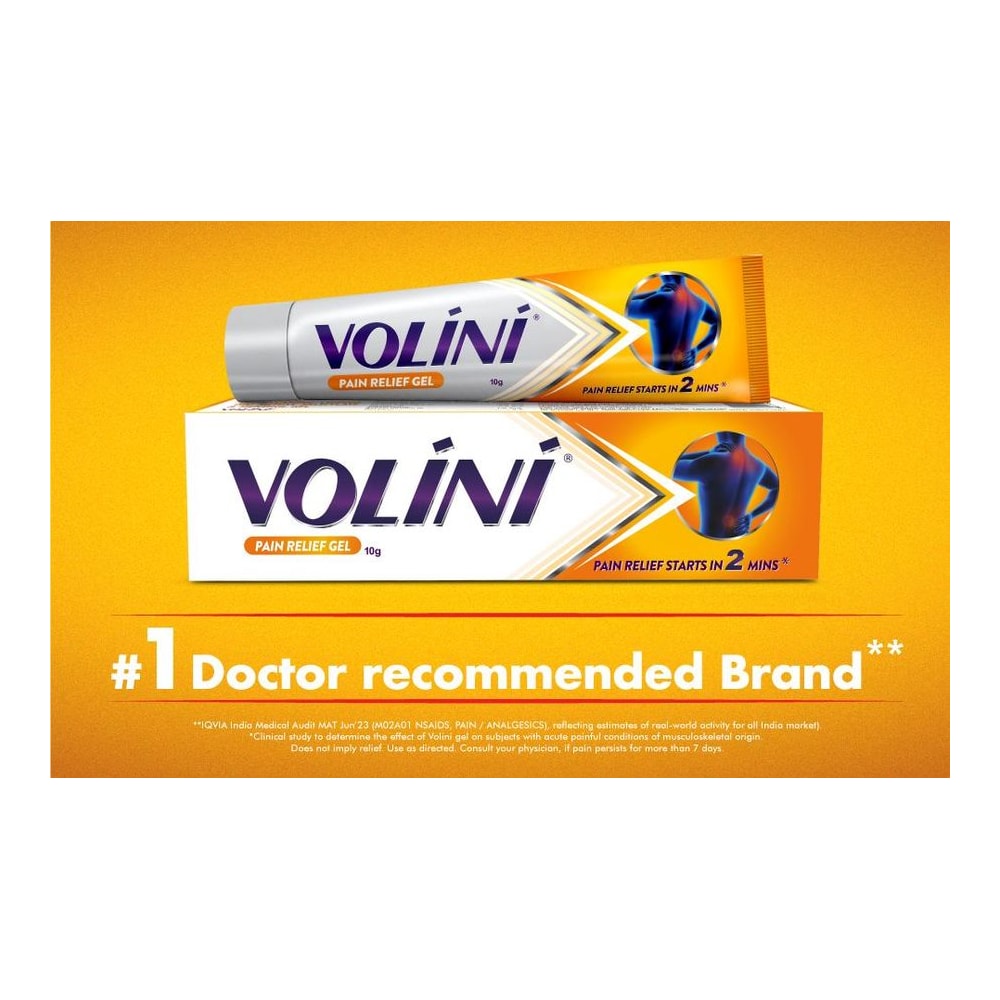 VOLINI®
PAIN RELIEF GEL
10g
PAIN RELIEF STARTS IN 2 MINS*
VOLINI®
PAIN RELIEF GEL 10g
PAIN RELIEF STARTS IN 2 MINS*
#1 Doctor recommended Brand**
**IQVIA India Medical Audit MAT Jun'23 (M02A01 NSAIDS, PAIN / ANALGESICS), reflecting estimates of real-world activity for all India market).
*Clinical study to determine the effect of Volini gel on subjects with acute painful conditions of musculoskeletal origin.
Does not imply relief. Use as directed. Consult your physician, if pain persists for more than 7 days.